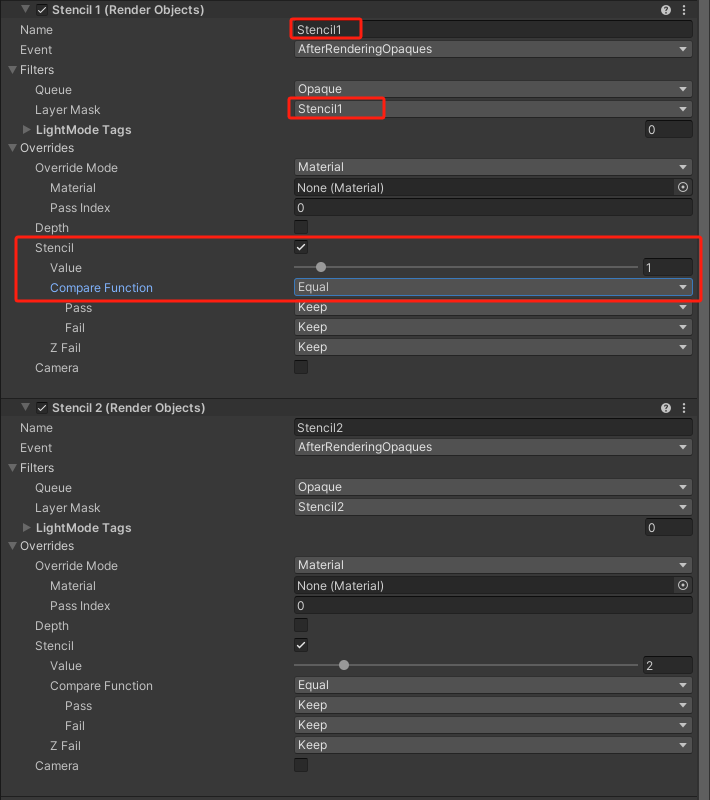 Stencil 1 (Render Objects)
Name Stencil1
Event AfterRenderingOpaques
Filters
Queue Opaque
Layer Mask Stencil1
LightMode Tags 0
Overrides
Override Mode Material
Material None (Material)
Pass Index 0
Depth
Stencil
Value 1
Compare Function Equal
Pass Keep
Fail Keep
Z Fail Keep
Camera
Stencil 2 (Render Objects)
Name Stencil2
Event AfterRenderingOpaques
Filters
Queue Opaque
Layer Mask Stencil2
LightMode Tags 0
Overrides
Override Mode Material
Material None (Material)
Pass Index 0
Depth
Stencil
Value 2
Compare Function Equal
Pass Keep
Fail Keep
Z Fail Keep
Camera